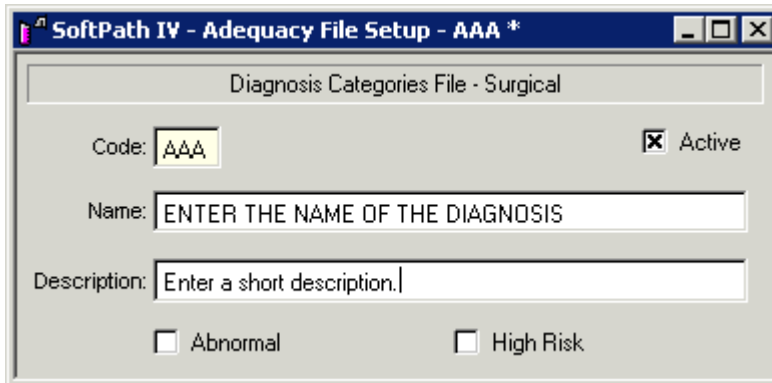 SoftPath IV - Adequacy File Setup - AAA *
Diagnosis Categories File - Surgical
Code: AAA Active
Name: ENTER THE NAME OF THE DIAGNOSIS
Description: Enter a short description.
Abnormal High Risk